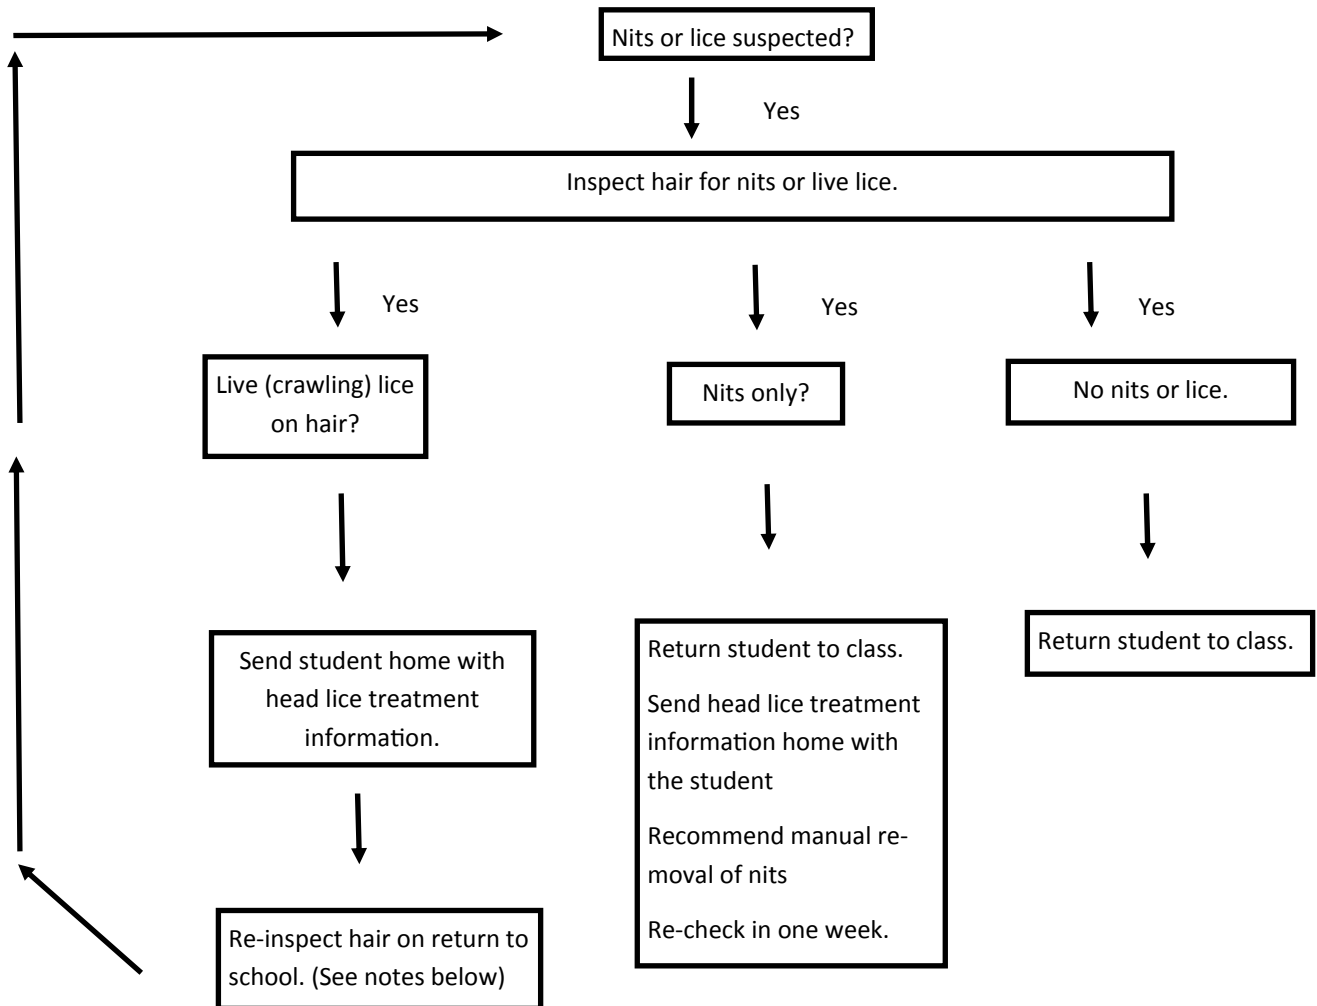 Nits or lice suspected?
Yes
Inspect hair for nits or live lice.
Yes
Yes
Yes
Live (crawling) lice
on hair?
Nits only?
No nits or lice.
Send student home with
head lice treatment
information.
Return student to class.
Send head lice treatment
information home with
the student
Recommend manual re-
moval of nits
Re-check in one week.
Return student to class.
Re-inspect hair on return to
school. (See notes below)